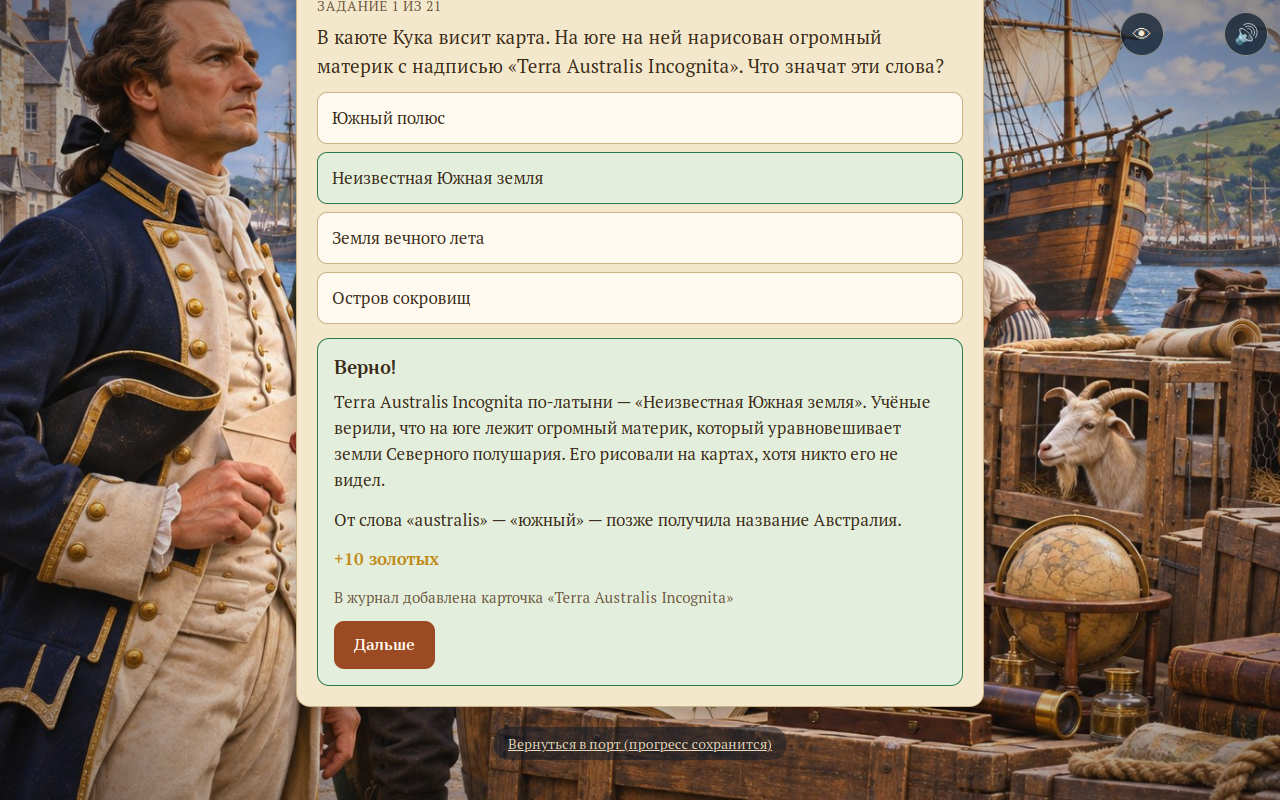 ЗАДАНИЕ 1 ИЗ 21
В каюте Кука висит карта. На юге на ней нарисован огромный
материк с надписью «Terra Australis Incognita». Что значат эти слова?
Южный полюс
Неизвестная Южная земля
Земля вечного лета
Остров сокровищ
Верно!
Terra Australis Incognita по-латыни — «Неизвестная Южная земля». Учёные
верили, что на юге лежит огромный материк, который уравновешивает
земли Северного полушария. Его рисовали на картах, хотя никто его не
видел.
От слова «australis» — «южный» — позже получила название Австралия.
+10 золотых
В журнал добавлена карточка «Terra Australis Incognita»
Дальше
Вернуться в порт (прогресс сохранится)